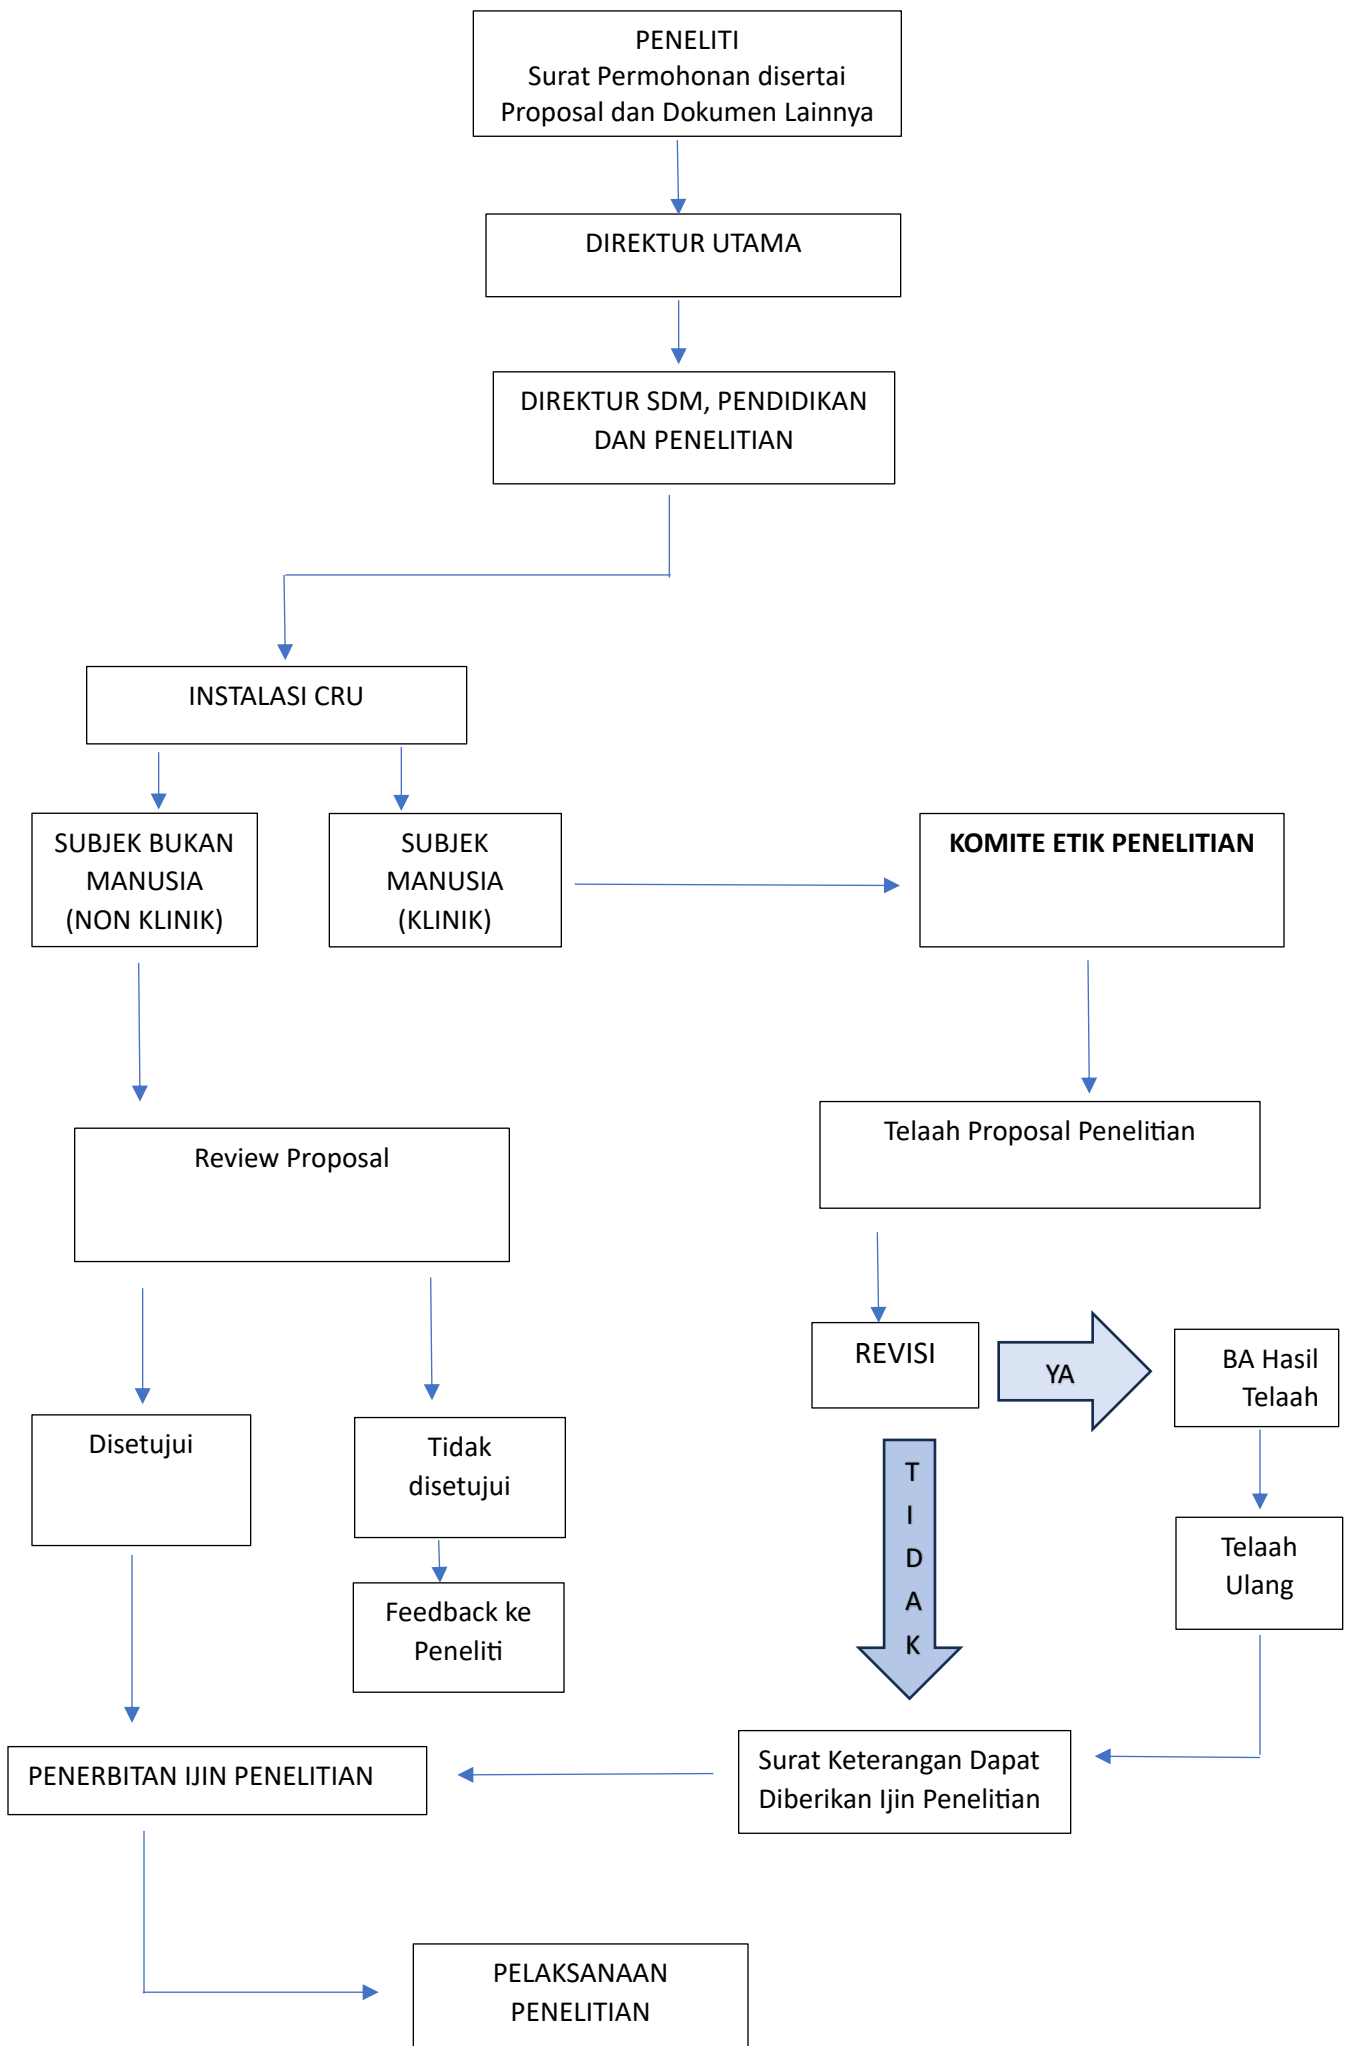 PENELITI
Surat Permohonan disertai
Proposal dan Dokumen Lainnya
DIREKTUR UTAMA
DIREKTUR SDM, PENDIDIKAN
DAN PENELITIAN
INSTALASI CRU
SUBJEK BUKAN
MANUSIA
(NON KLINIK)
SUBJEK
MANUSIA
(KLINIK)
KOMITE ETIK PENELITIAN
Review Proposal
Telaah Proposal Penelitian
REVISI
YA
BA Hasil
Telaah
Disetujui
Tidak
disetujui
T
I
D
A
K
Telaah
Ulang
Feedback ke
Peneliti
PENERBITAN IJIN PENELITIAN
Surat Keterangan Dapat
Diberikan Ijin Penelitian
PELAKSANAAN
PENELITIAN